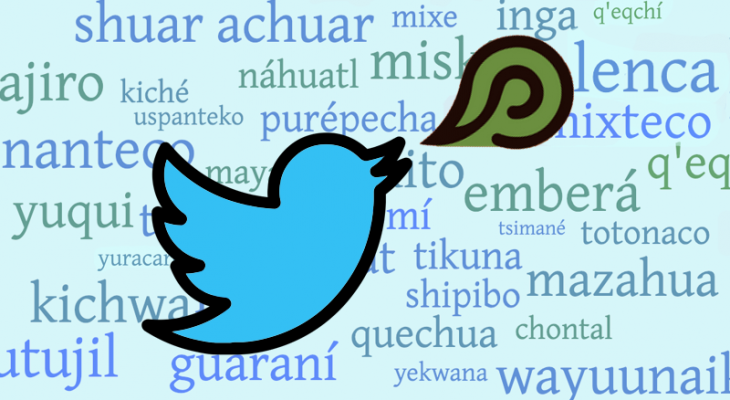 shuar achuar mixe inga q'eqchí
ajiro kiché náhuatl misk lenca
uspanteko purépecha mixteco
nanteco maya ito emberá q'eq
yuqui t mí tsimané totonaco
yuracar t tikuna mazahua
kichwa shipibo
quechua chontal
utujil guaraní yekwana wayuunaik